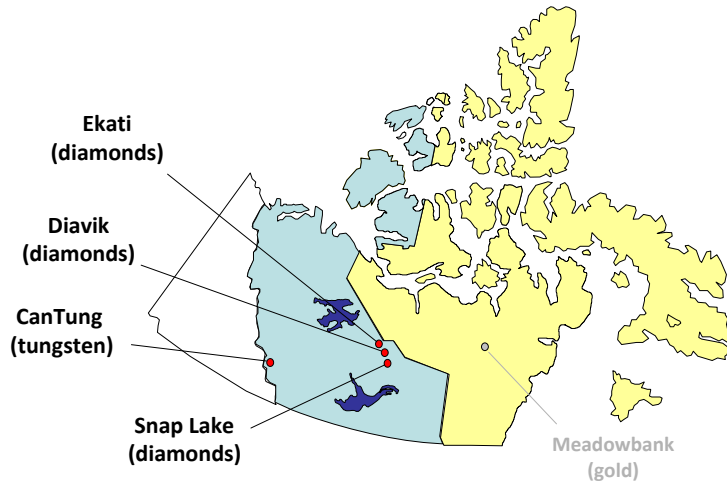 Ekati
(diamonds)
Diavik
(diamonds)
CanTung
(tungsten)
Snap Lake
(diamonds)
Meadowbank
(gold)